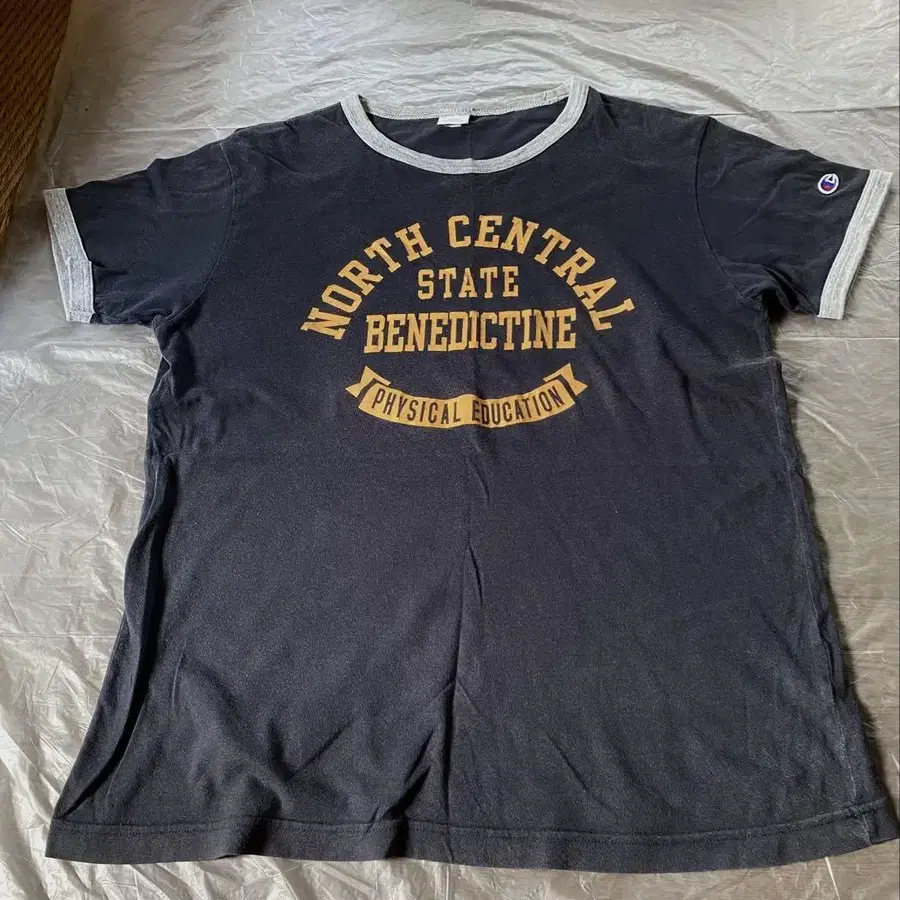 NORTH CENTRAL
STATE
BENEDICTINE
PHYSICAL EDUCATION